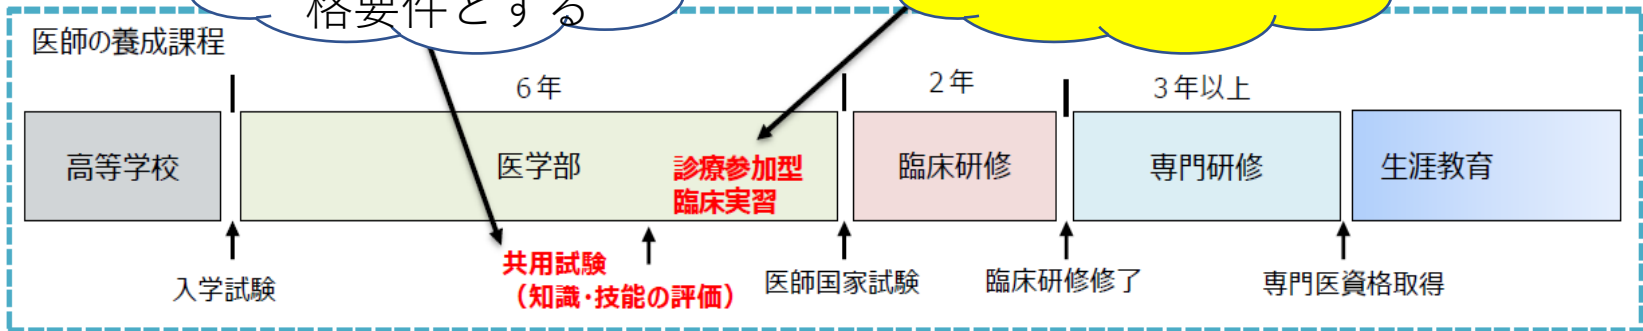 格要件とする
医師の養成課程
6年
2年
3年以上
高等学校
医学部
診療参加型
臨床実習
臨床研修
専門研修
生涯教育
入学試験
共用試験
（知識・技能の評価）
医師国家試験
臨床研修修了
専門医資格取得